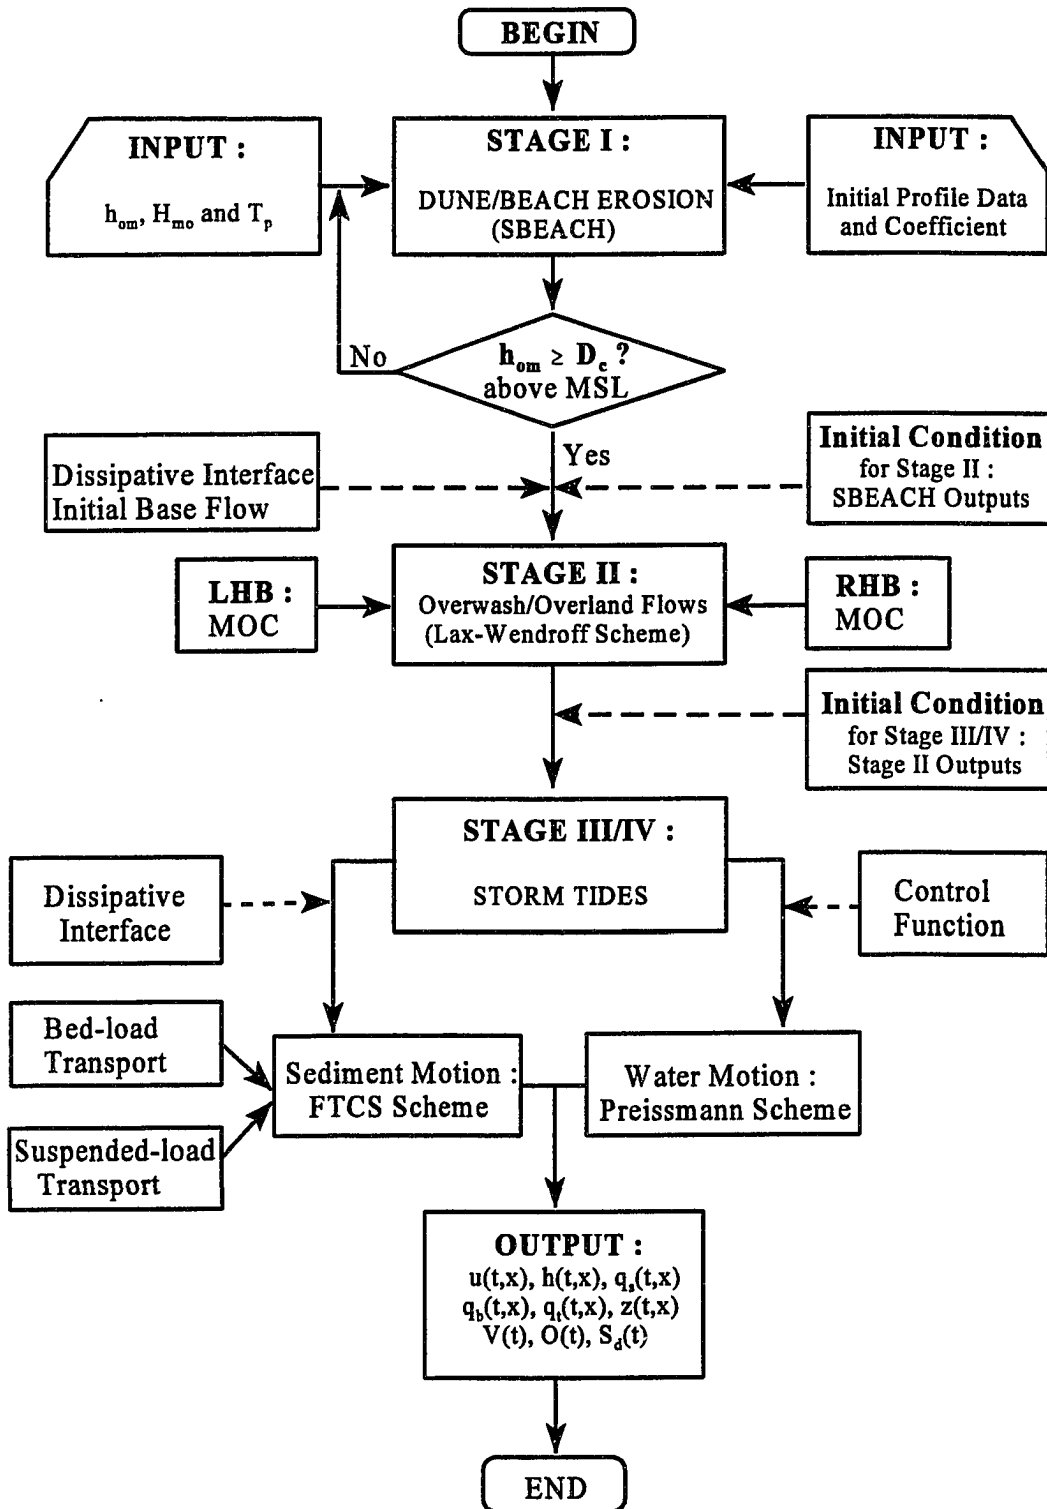 BEGIN
INPUT :
h_om, H_mo and T_p
STAGE I :
DUNE/BEACH EROSION
(SBEACH)
INPUT :
Initial Profile Data
and Coefficient
h_om ≥ D_c ?
above MSL
No
Yes
Dissipative Interface
Initial Base Flow
Initial Condition
for Stage II :
SBEACH Outputs
LHB :
MOC
STAGE II :
Overwash/Overland Flows
(Lax-Wendroff Scheme)
RHB :
MOC
Initial Condition
for Stage III/IV :
Stage II Outputs
STAGE III/IV :
STORM TIDES
Dissipative
Interface
Control
Function
Bed-load
Transport
Suspended-load
Transport
Sediment Motion :
FTCS Scheme
Water Motion :
Preissmann Scheme
OUTPUT :
u(t,x), h(t,x), q_s(t,x)
q_b(t,x), q_t(t,x), z(t,x)
V(t), O(t), S_d(t)
END